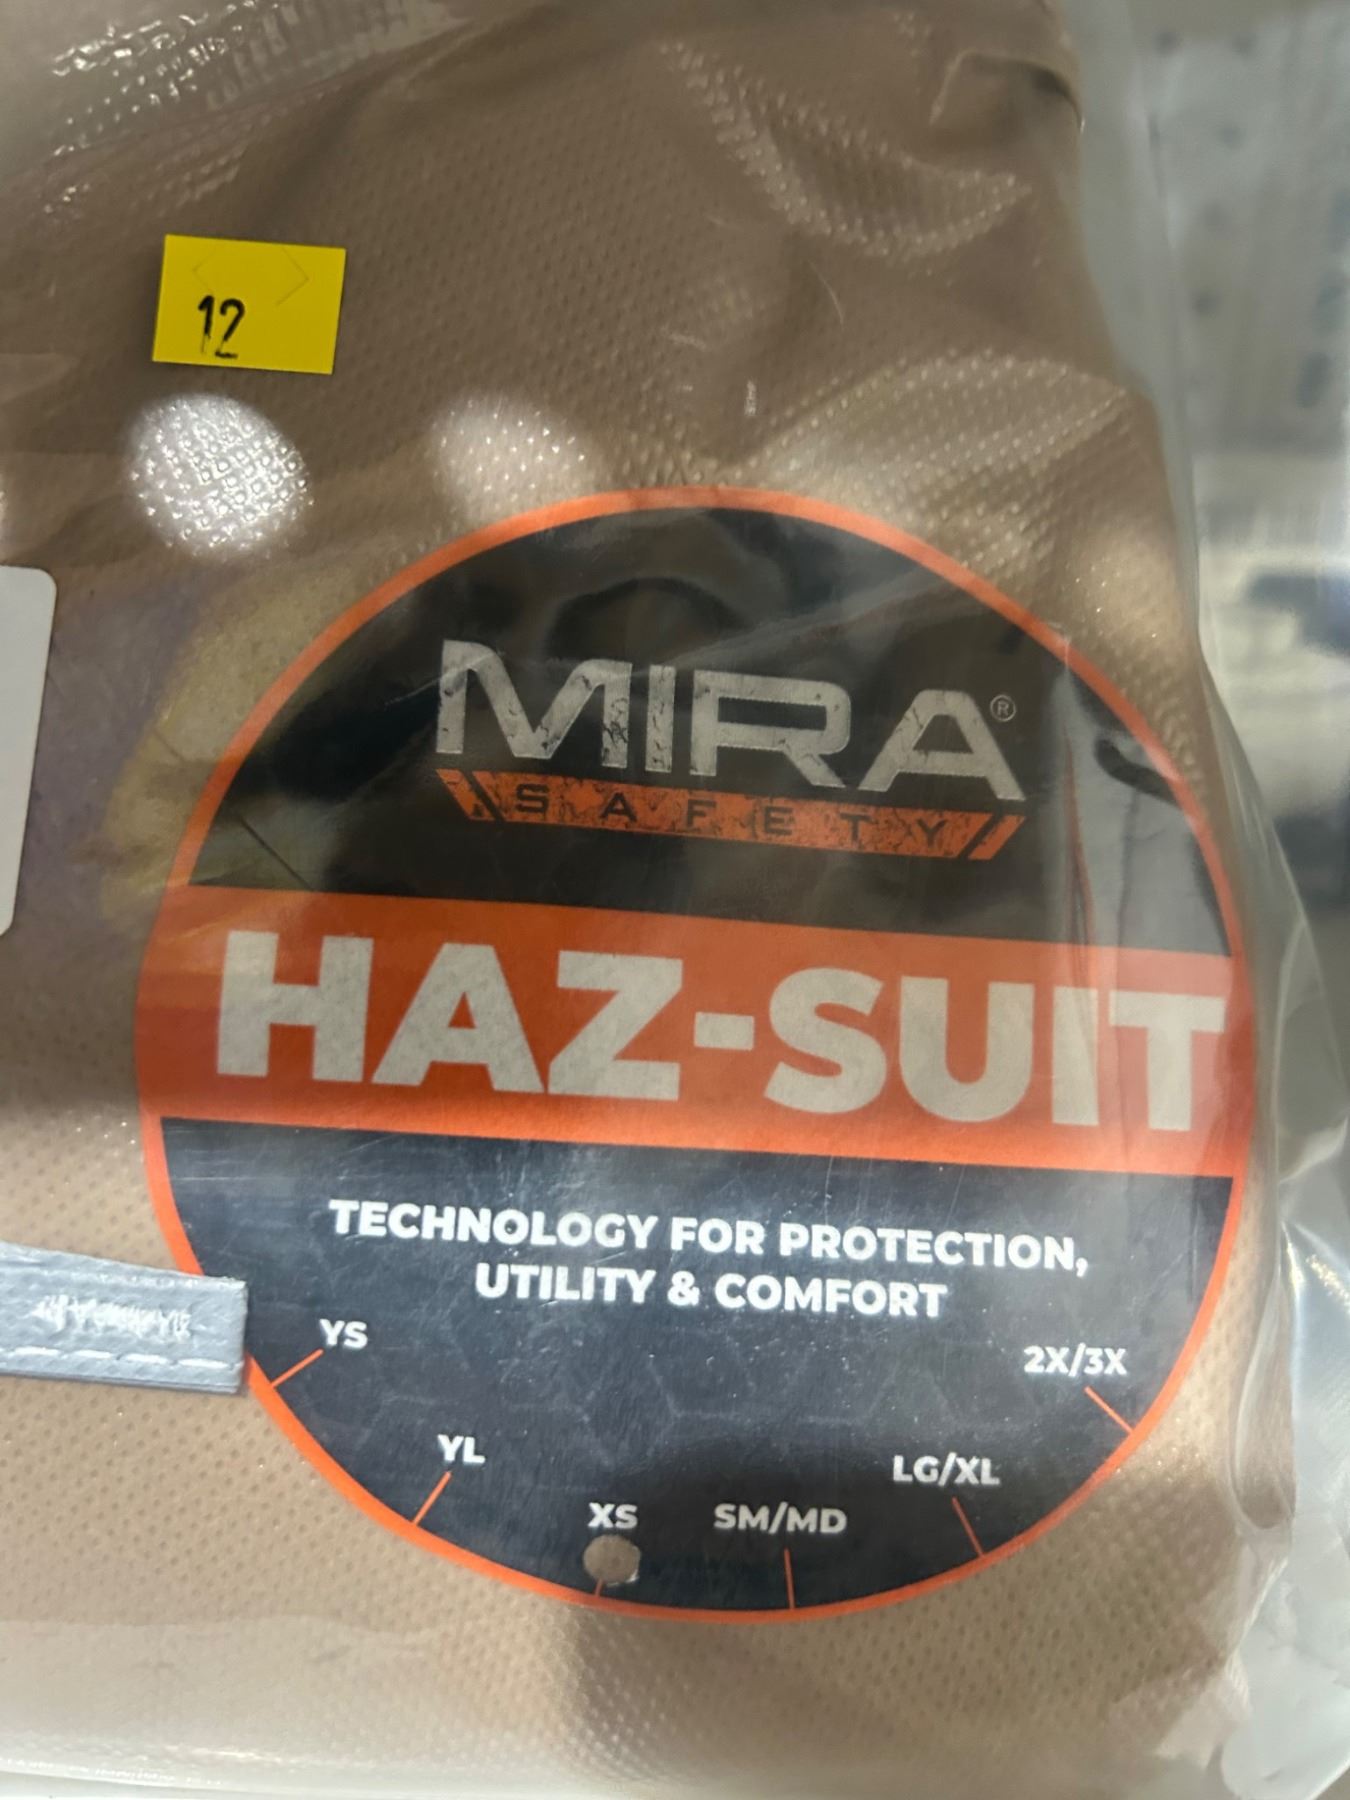 12
MIRA®
SAFETY
HAZ-SUIT
TECHNOLOGY FOR PROTECTION,
UTILITY & COMFORT
YS
2X/3X
YL
LG/XL
XS
SM/MD